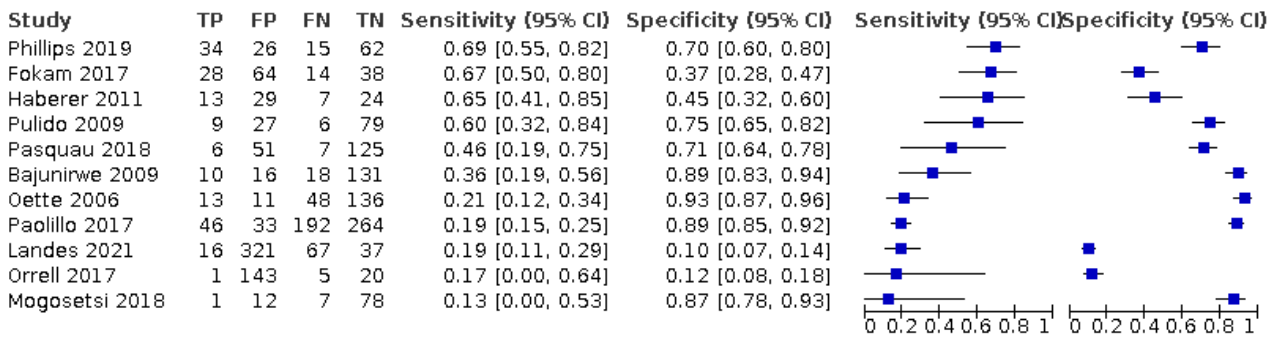 Study TP FP FN TN Sensitivity (95% CI) Specificity (95% CI) Sensitivity (95% CI) Specificity (95% CI)
Phillips 2019 34 26 15 62 0.69 [0.55, 0.82] 0.70 [0.60, 0.80]
Fokam 2017 28 64 14 38 0.67 [0.50, 0.80] 0.37 [0.28, 0.47]
Haberer 2011 13 29 7 24 0.65 [0.41, 0.85] 0.45 [0.32, 0.60]
Pulido 2009 9 27 6 79 0.60 [0.32, 0.84] 0.75 [0.65, 0.82]
Pasquau 2018 6 51 7 125 0.46 [0.19, 0.75] 0.71 [0.64, 0.78]
Bajunirwe 2009 10 16 18 131 0.36 [0.19, 0.56] 0.89 [0.83, 0.94]
Oette 2006 13 11 48 136 0.21 [0.12, 0.34] 0.93 [0.87, 0.96]
Paolillo 2017 46 33 192 264 0.19 [0.15, 0.25] 0.89 [0.85, 0.92]
Landes 2021 16 321 67 37 0.19 [0.11, 0.29] 0.10 [0.07, 0.14]
Orrell 2017 1 143 5 20 0.17 [0.00, 0.64] 0.12 [0.08, 0.18]
Mogosetsi 2018 1 12 7 78 0.13 [0.00, 0.53] 0.87 [0.78, 0.93]
0 0.2 0.4 0.6 0.8 1 0 0.2 0.4 0.6 0.8 1